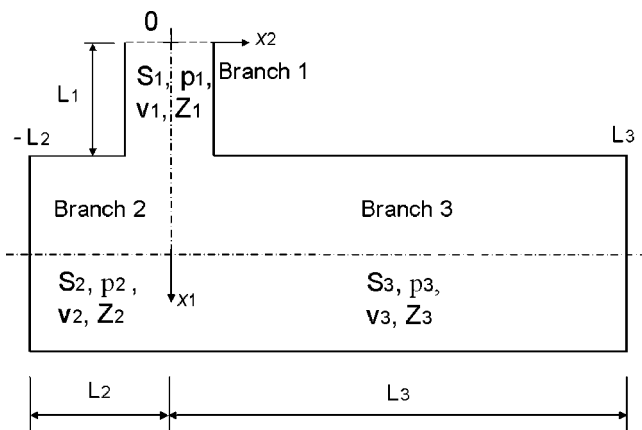 0
x2
Branch 1
S1, p1,
v1, Z1
L1
- L2
L3
Branch 2
Branch 3
S2, p2 ,
v2, Z2
x1
S3, p3,
v3, Z3
L2
L3